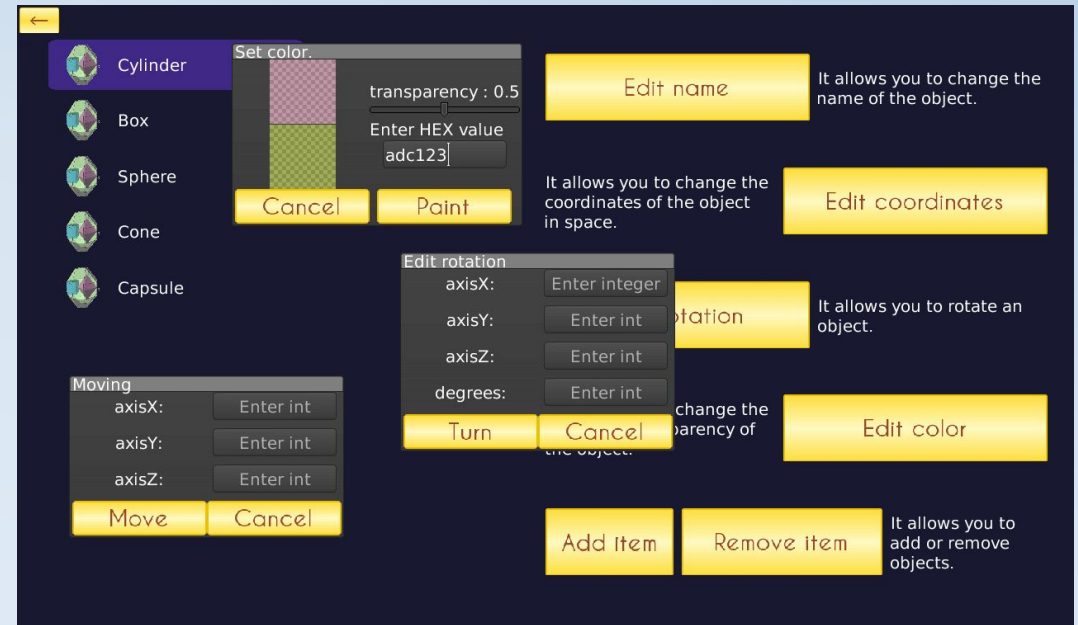 ←
Cylinder
Box
Sphere
Cone
Capsule
Set color.
transparency : 0.5
Enter HEX value
adc123
Cancel
Paint
Edit name
It allows you to change the
name of the object.
It allows you to change the
coordinates of the object
in space.
Edit coordinates
Edit rotation
axisX:
Enter integer
axisY:
Enter int
axisZ:
Enter int
degrees:
Enter int
Turn
Cancel
tation
It allows you to rotate an
object.
change the
parency of
the object.
Edit color
Moving
axisX:
Enter int
axisY:
Enter int
axisZ:
Enter int
Move
Cancel
Add item
Remove item
It allows you to
add or remove
objects.